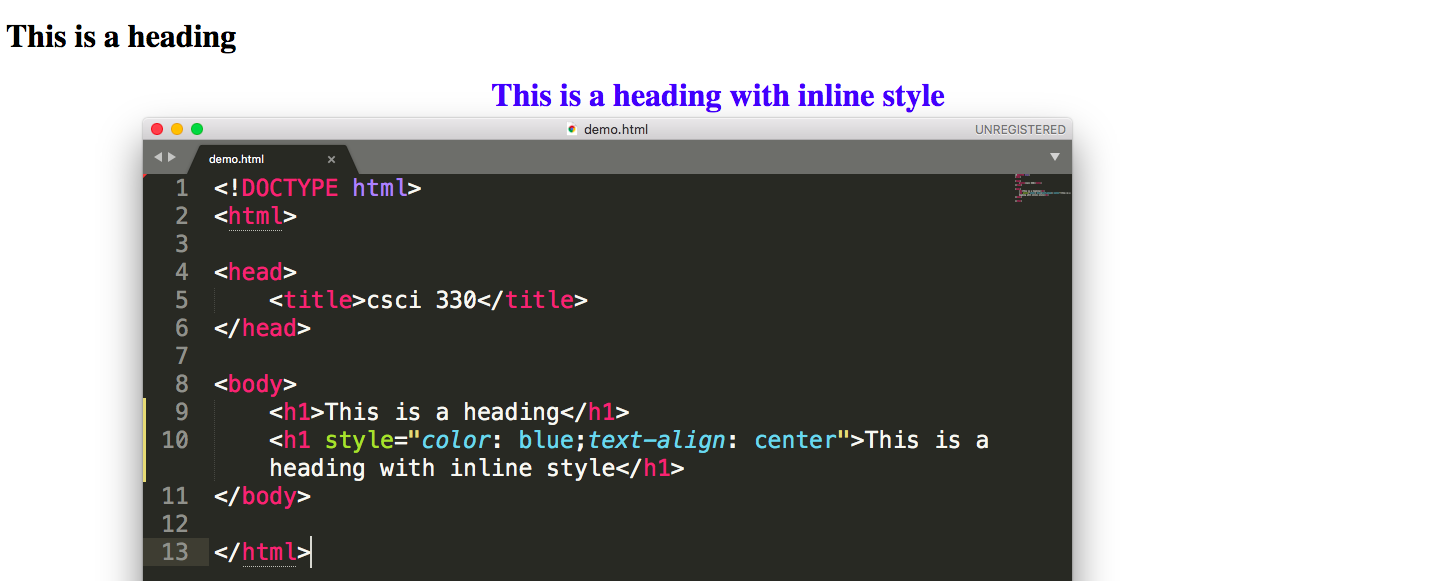 This is a heading
This is a heading with inline style
demo.html
UNREGISTERED
demo.html ×
1 <!DOCTYPE html>
2 <html>
3
4 <head>
5     <title>csci 330</title>
6 </head>
7
8 <body>
9     <h1>This is a heading</h1>
10     <h1 style="color: blue;text-align: center">This is a
    heading with inline style</h1>
11 </body>
12
13 </html>